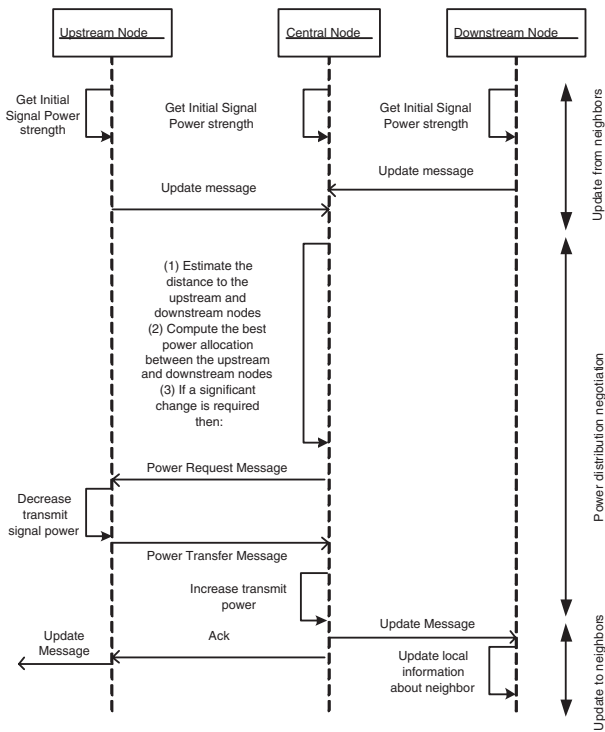 Upstream Node
Central Node
Downstream Node
Get Initial
Signal Power
strength
Get Initial Signal
Power strength
Get Initial Signal
Power strength
Update from neighbors
Update message
Update message
(1) Estimate the
distance to the
upstream and
downstream nodes
(2) Compute the best
power allocation
between the upstream
and downstream nodes
(3) If a significant
change is required
then:
Power distribution negotiation
Power Request Message
Decrease
transmit
signal power
Power Transfer Message
Increase transmit
power
Update Message
Ack
Update
Message
Update local
information
about neighbor
Update to neighbors